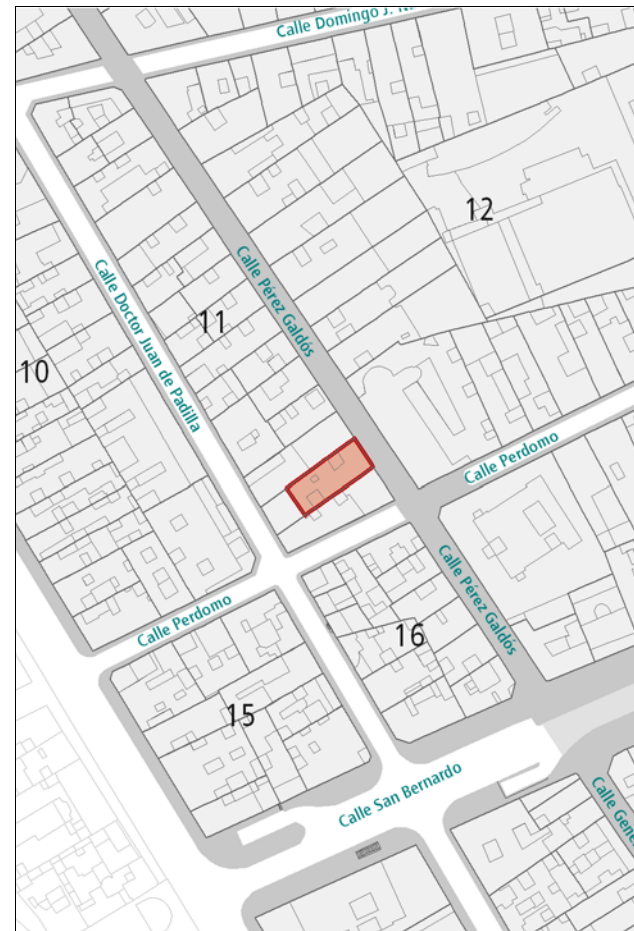 Calle Domingo J.
12
Calle Pérez Galdós
11
Calle Doctor Juan de Padilla
10
Calle Perdomo
Calle Pérez Galdós
Calle Perdomo
16
15
Calle San Bernardo
Calle